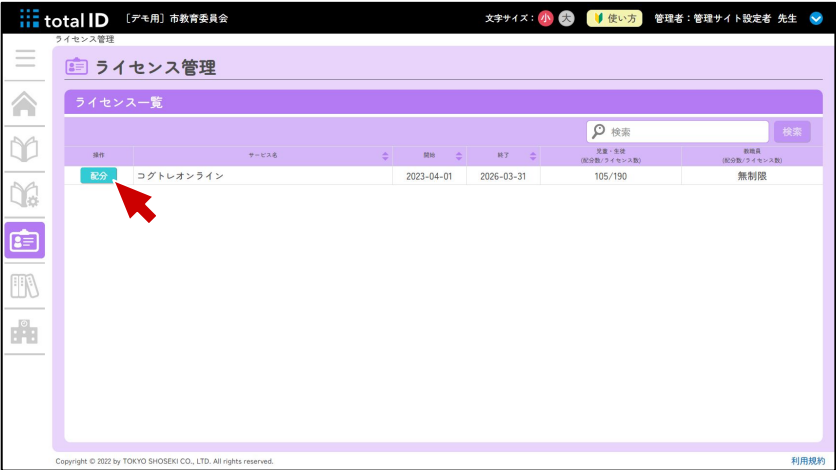 total ID ［デモ用］市教育委員会 文字サイズ： 小 大 使い方 管理者：管理サイト設定者 先生
ライセンス管理
ライセンス管理
ライセンス一覧
検索 検索
操作 サービス名 開始 終了 児童・生徒 (配分数/ライセンス数) 教職員 (配分数/ライセンス数)
配分 コグトレオンライン 2023-04-01 2026-03-31 105/190 無制限
Copyright © 2022 by TOKYO SHOSEKI CO., LTD. All rights reserved. 利用規約